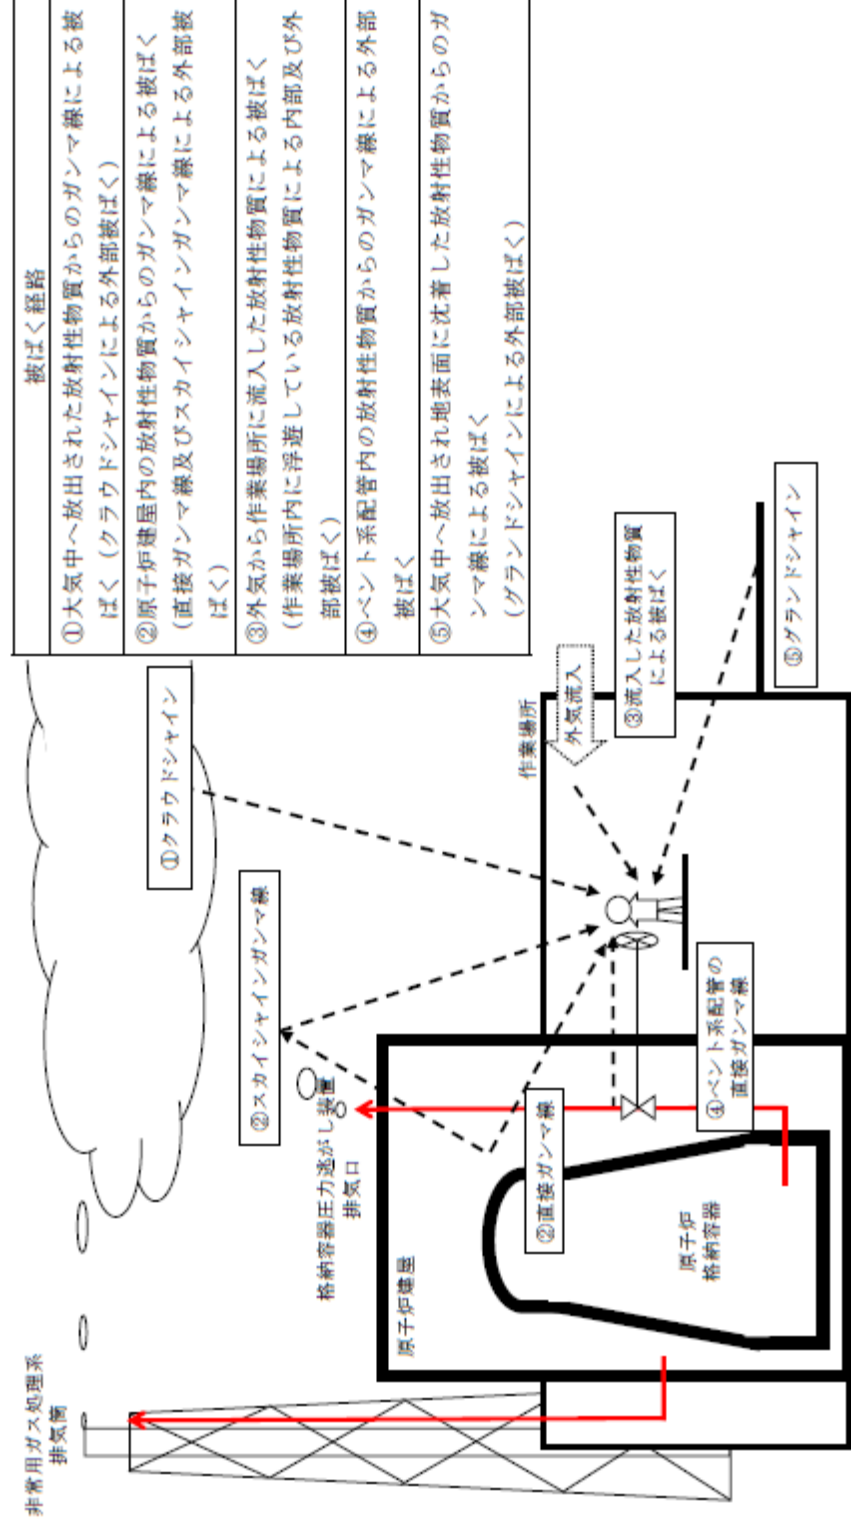 非常用ガス処理系
排気筒
格納容器圧力逃がし装置
排気口
原子炉建屋
原子炉
格納容器
②直接ガンマ線
②スカイシャインガンマ線
①クラウドシャイン
④ベント系配管の
直接ガンマ線
作業場所
外気流入
③流入した放射性物質
による被ばく
⑤グランドシャイン
被ばく経路
①大気中へ放出された放射性物質からのガンマ線による被
ばく（クラウドシャインによる外部被ばく）
②原子炉建屋内の放射性物質からのガンマ線による被ばく
（直接ガンマ線及びスカイシャインガンマ線による外部被
ばく）
③外気から作業場所に流入した放射性物質による被ばく
（作業場所内に浮遊している放射性物質による内部及び外
部被ばく）
④ベント系配管内の放射性物質からのガンマ線による外部
被ばく
⑤大気中へ放出され地表面に沈着した放射性物質からのガ
ンマ線による被ばく
（グランドシャインによる外部被ばく）